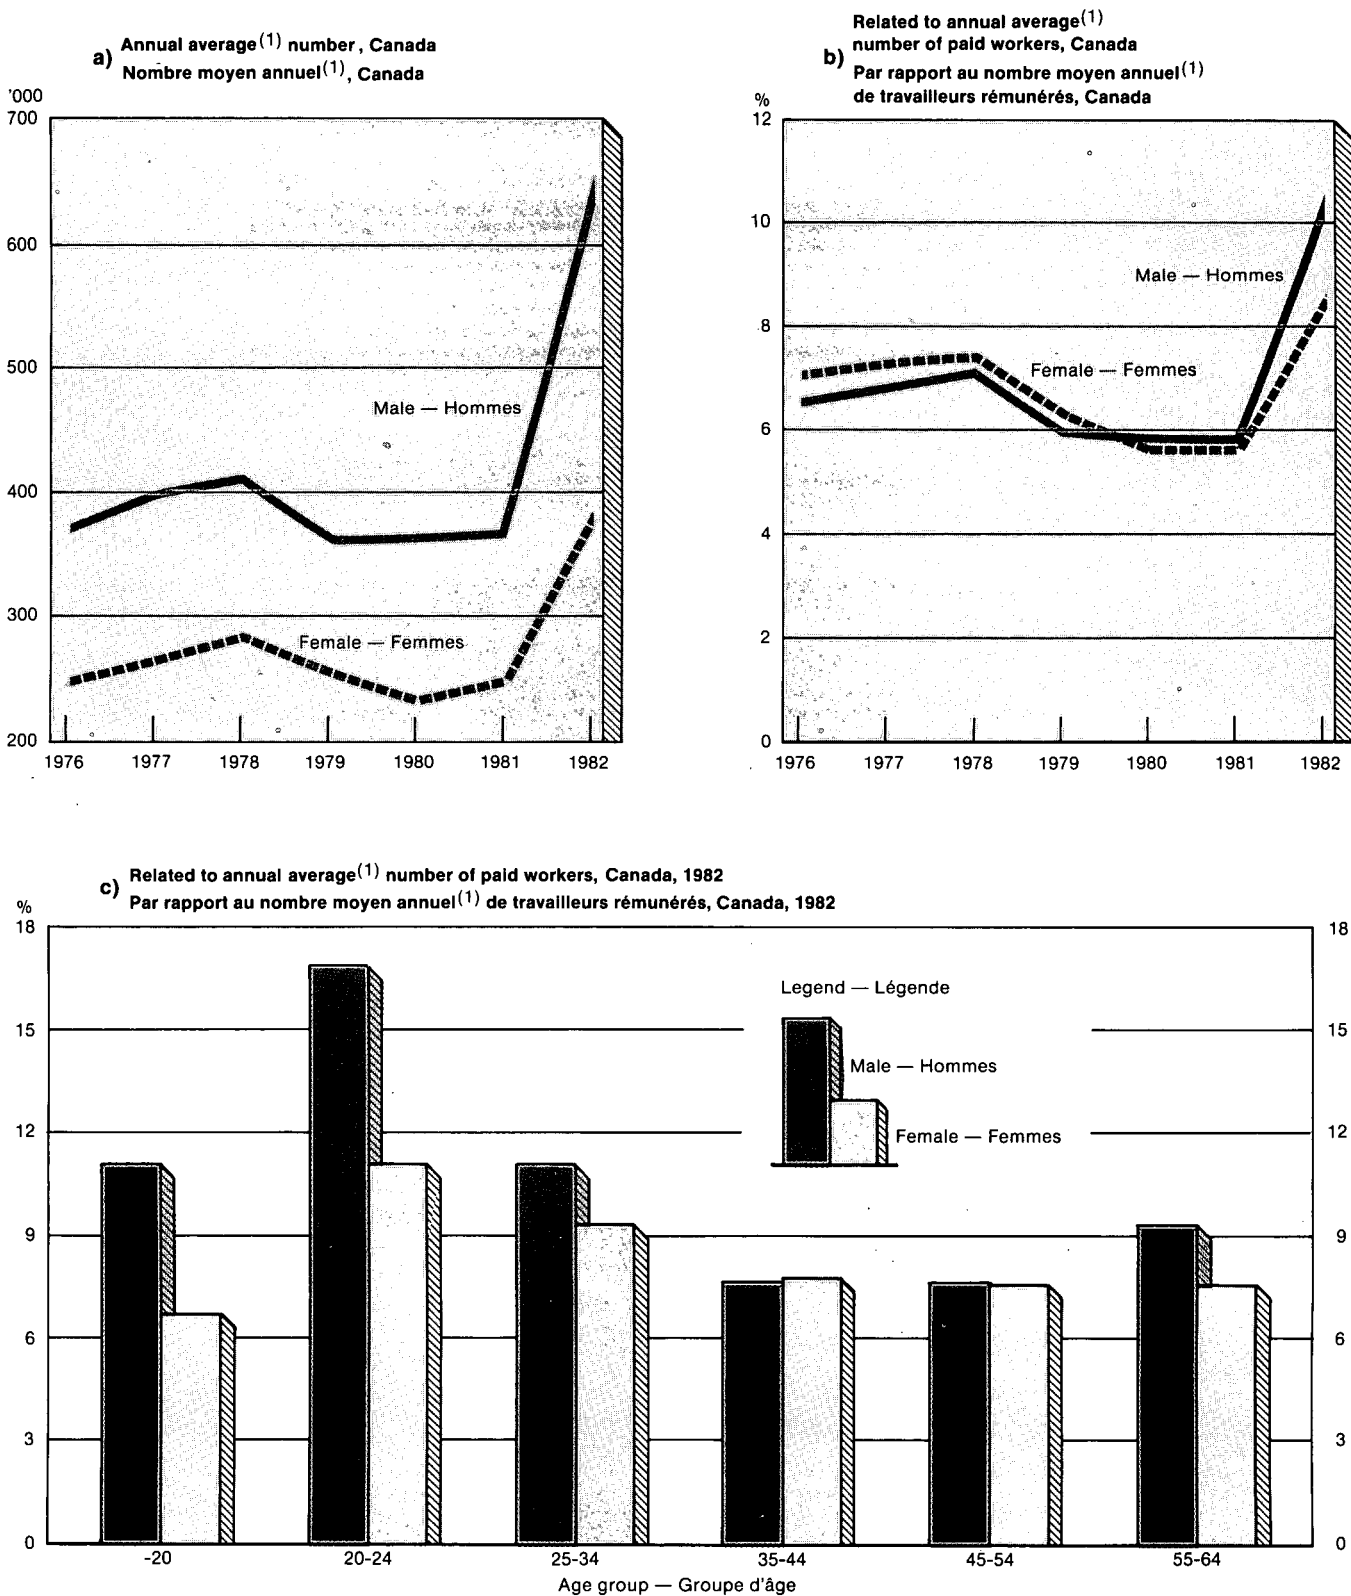 a) Annual average(1) number, Canada
Nombre moyen annuel(1), Canada
'000
700
600
500
400
300
200
Male — Hommes
Female — Femmes
1976 1977 1978 1979 1980 1981 1982
b) Related to annual average(1)
number of paid workers, Canada
Par rapport au nombre moyen annuel(1)
de travailleurs rémunérés, Canada
%
12
10
8
6
4
2
0
Male — Hommes
Female — Femmes
1976 1977 1978 1979 1980 1981 1982
c) Related to annual average(1) number of paid workers, Canada, 1982
Par rapport au nombre moyen annuel(1) de travailleurs rémunérés, Canada, 1982
%
18 18
15 15
12 12
9 9
6 6
3 3
0 0
Legend — Légende
Male — Hommes
Female — Femmes
-20 20-24 25-34 35-44 45-54 55-64
Age group — Groupe d'âge